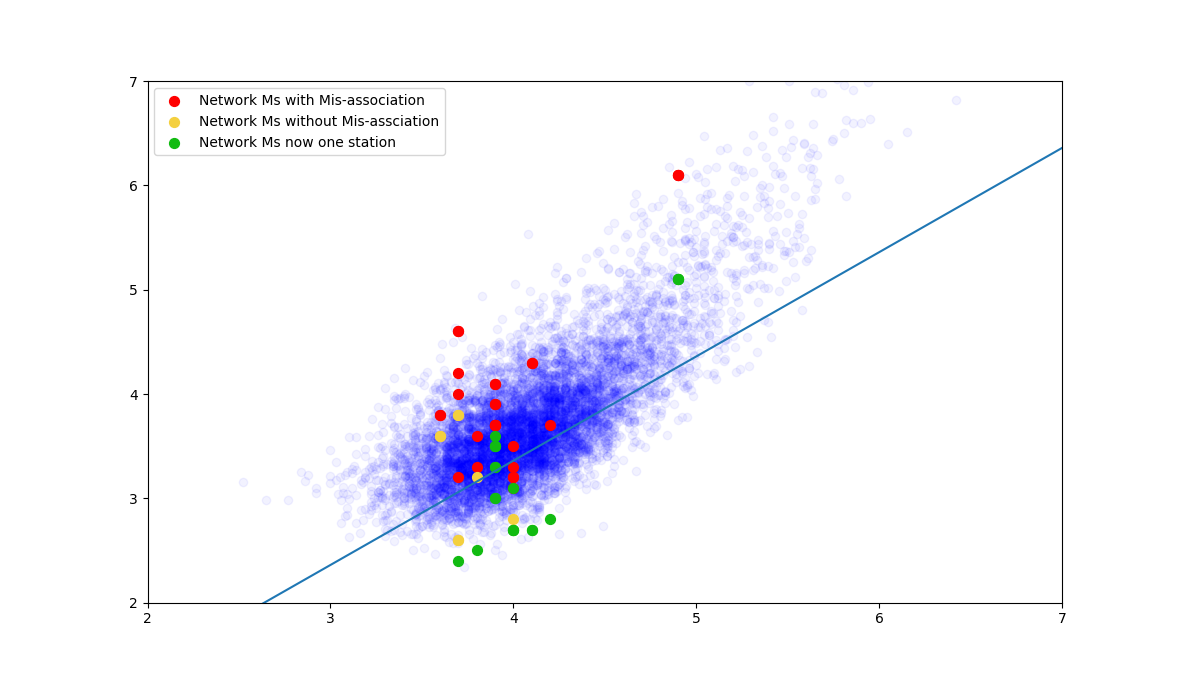 7
6
5
4
3
2
Network Ms with Mis-association
Network Ms without Mis-assciation
Network Ms now one station
2 3 4 5 6 7